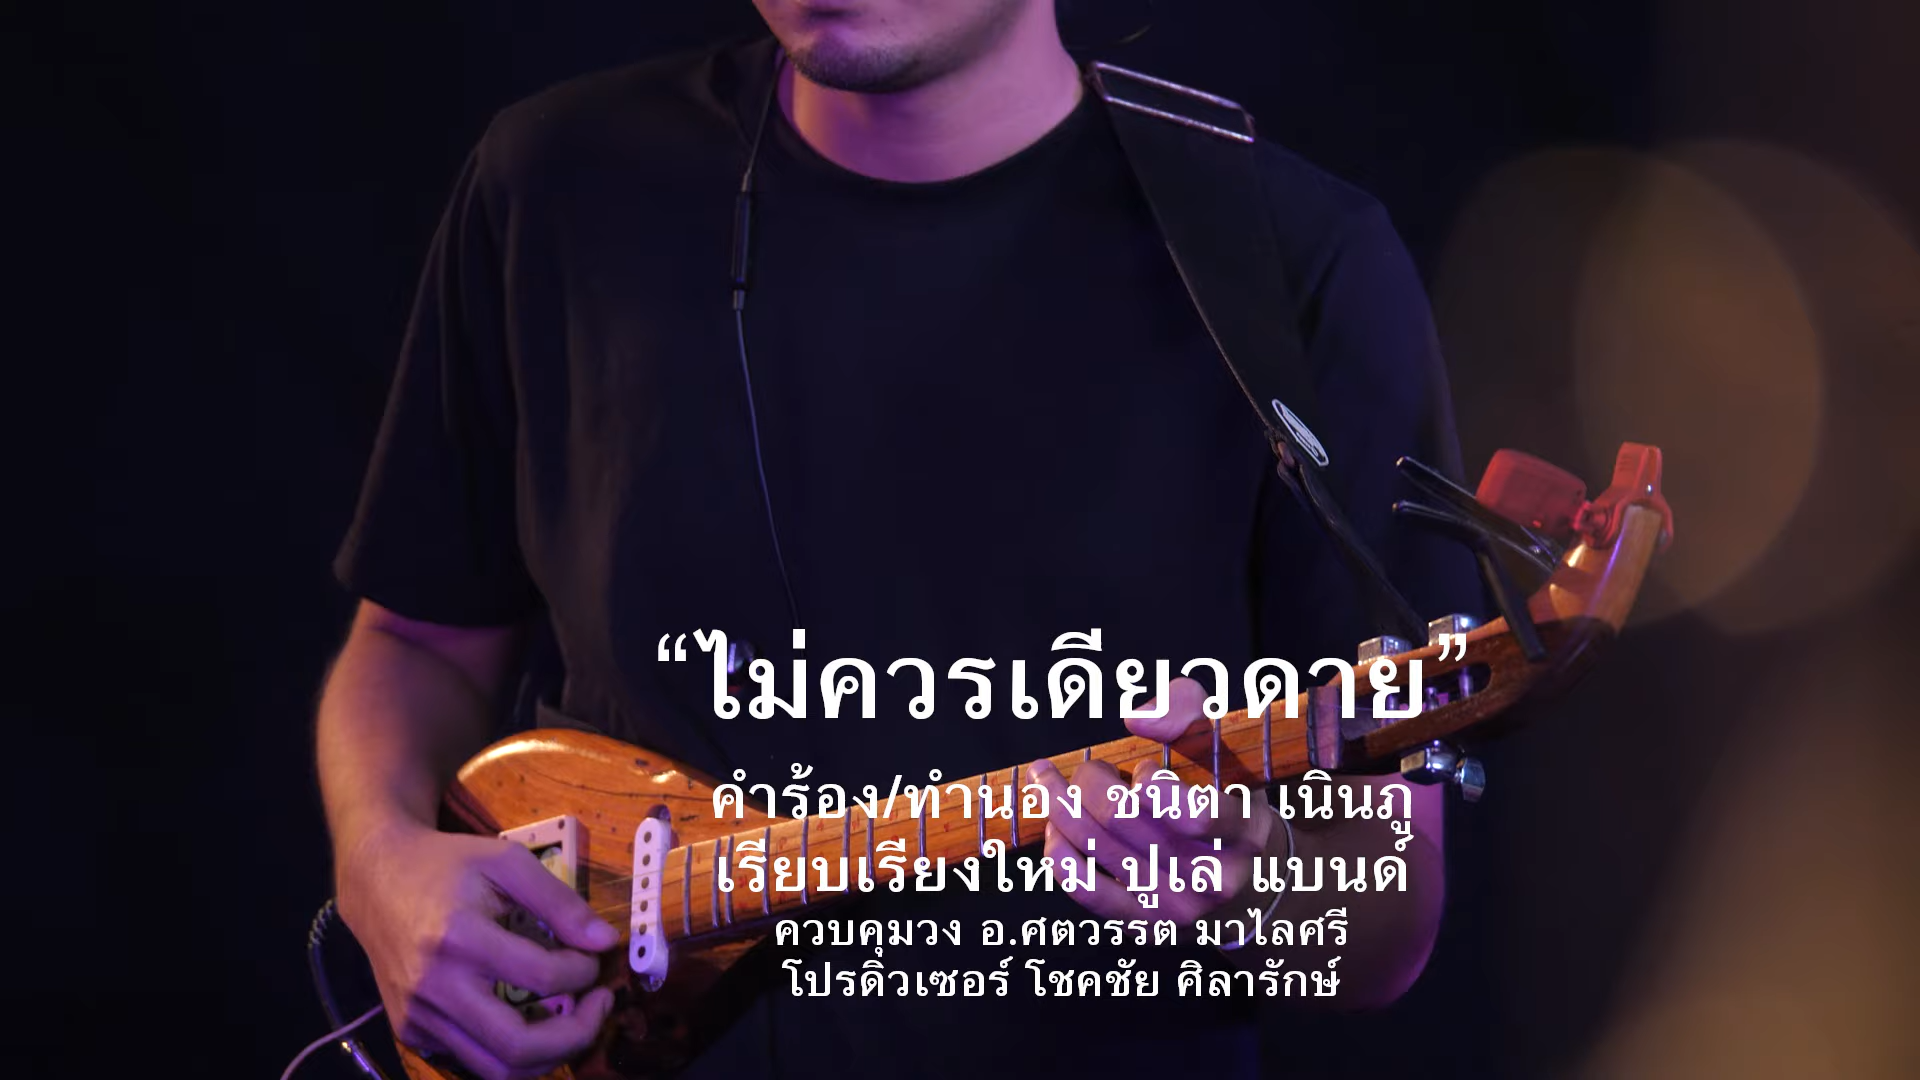 “ไม่ควรเดียวดาย”
คำร้อง/ทำนอง ชนิตา เนินภู
เรียบเรียงใหม่ ปูเล่ แบนด์
ควบคุมวง อ.ศตวรรต มาไลศรี
โปรดิวเซอร์ โชคชัย ศิลารักษ์